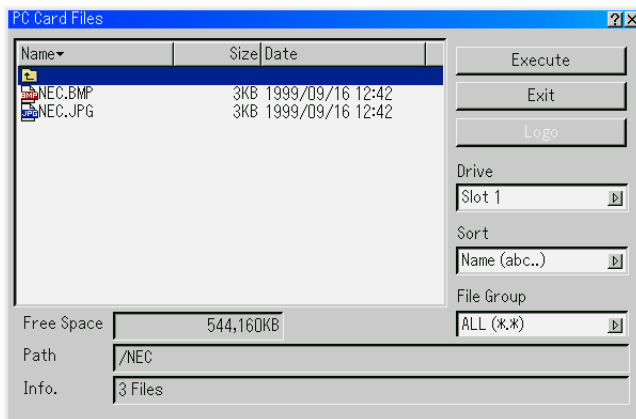 PC Card Files
Name Size Date
NEC.BMP 3KB 1999/09/16 12:42
NEC.JPG 3KB 1999/09/16 12:42
Execute
Exit
Logo
Drive
Slot 1
Sort
Name (abc..)
File Group
ALL (*.*)
Free Space 544,160KB
Path /NEC
Info. 3 Files